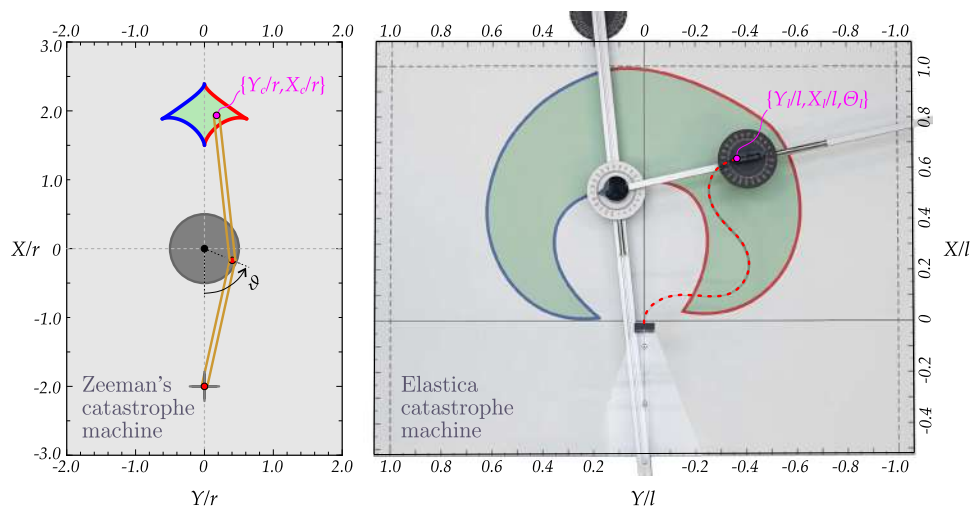 -2.0 -1.0 0 1.0 2.0
3.0
2.0
1.0
0
-1.0
-2.0
-3.0
X/r
{Y_c/r,X_c/r}
ϑ
Zeeman's
catastrophe
machine
-2.0 -1.0 0 1.0 2.0
Y/r
1.0 0.8 0.6 0.4 0.2 0 -0.2 -0.4 -0.6 -0.8 -1.0
{Y_l/l,X_l/l,Θ_l}
1.0
0.8
0.6
0.4
0.2
0
-0.2
-0.4
X/l
Elastica
catastrophe
machine
1.0 0.8 0.6 0.4 0.2 0 -0.2 -0.4 -0.6 -0.8 -1.0
Y/l